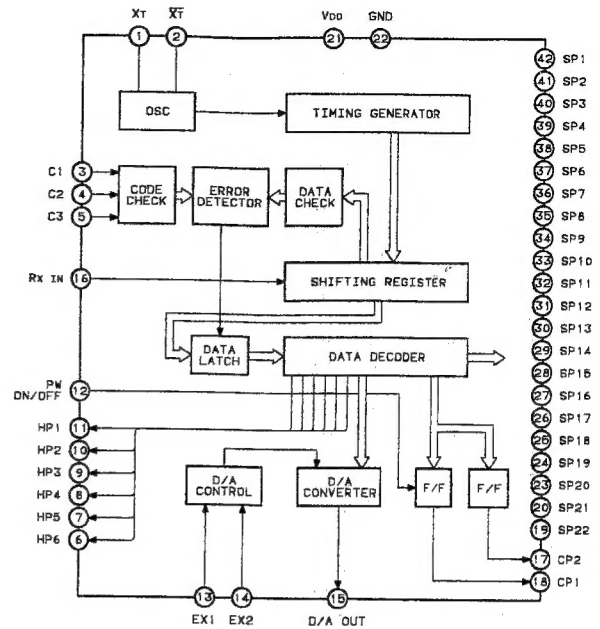 XT X̅T̅ VDD GND
1 2 21 22
42 SP1
41 SP2
OSC TIMING GENERATOR
40 SP3
39 SP4
38 SP5
C1 3
37 SP6
C2 4
CODE CHECK
ERROR DETECTOR
DATA CHECK
36 SP7
C3 5
35 SP8
34 SP9
33 SP10
Rx IN 16
SHIFTING REGISTER
32 SP11
31 SP12
30 SP13
DATA LATCH
DATA DECODER
29 SP14
28 SP15
PW ON/OFF 12
27 SP16
HP1 11
26 SP17
HP2 10
25 SP18
HP3 9
24 SP19
HP4 8
D/A CONTROL
D/A CONVERTER
F/F F/F
23 SP20
HP5 7
20 SP21
HP6 6
19 SP22
17 CP2
18 CP1
13 14 15
EX1 EX2 D/A OUT